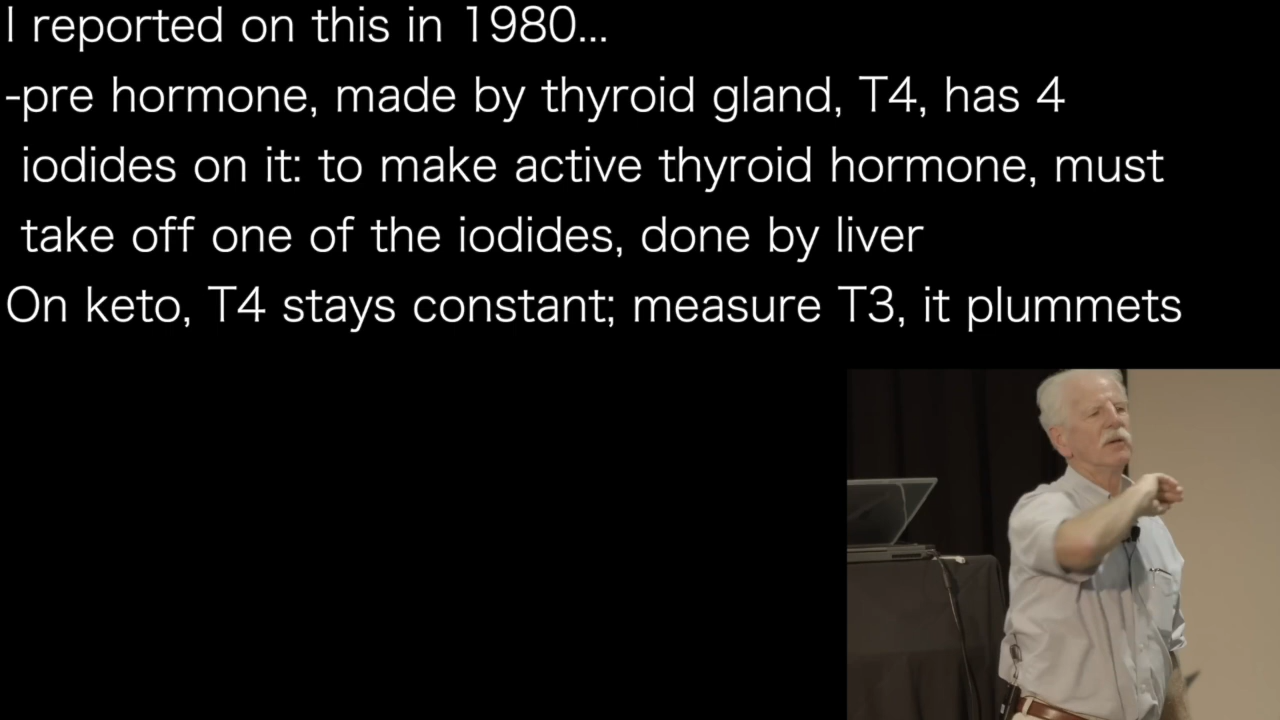 I reported on this in 1980...
-pre hormone, made by thyroid gland, T4, has 4
iodides on it: to make active thyroid hormone, must
take off one of the iodides, done by liver
On keto, T4 stays constant; measure T3, it plummets